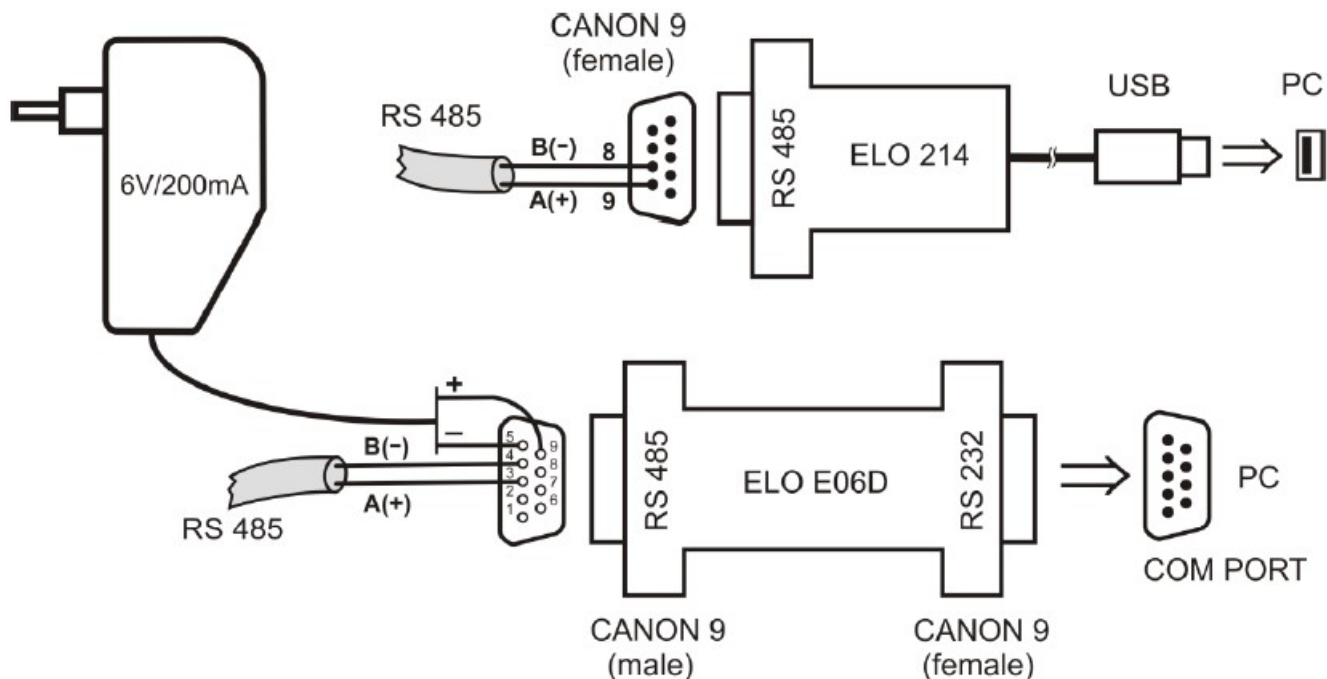 CANON 9
(female)
RS 485
B(−) 8
A(+) 9
RS 485
ELO 214
USB
PC
6V/200mA
+
−
B(−)
A(+)
RS 485
5
4
3
2
1
9
8
7
6
RS 485
ELO E06D
RS 232
PC
COM PORT
CANON 9
(male)
CANON 9
(female)